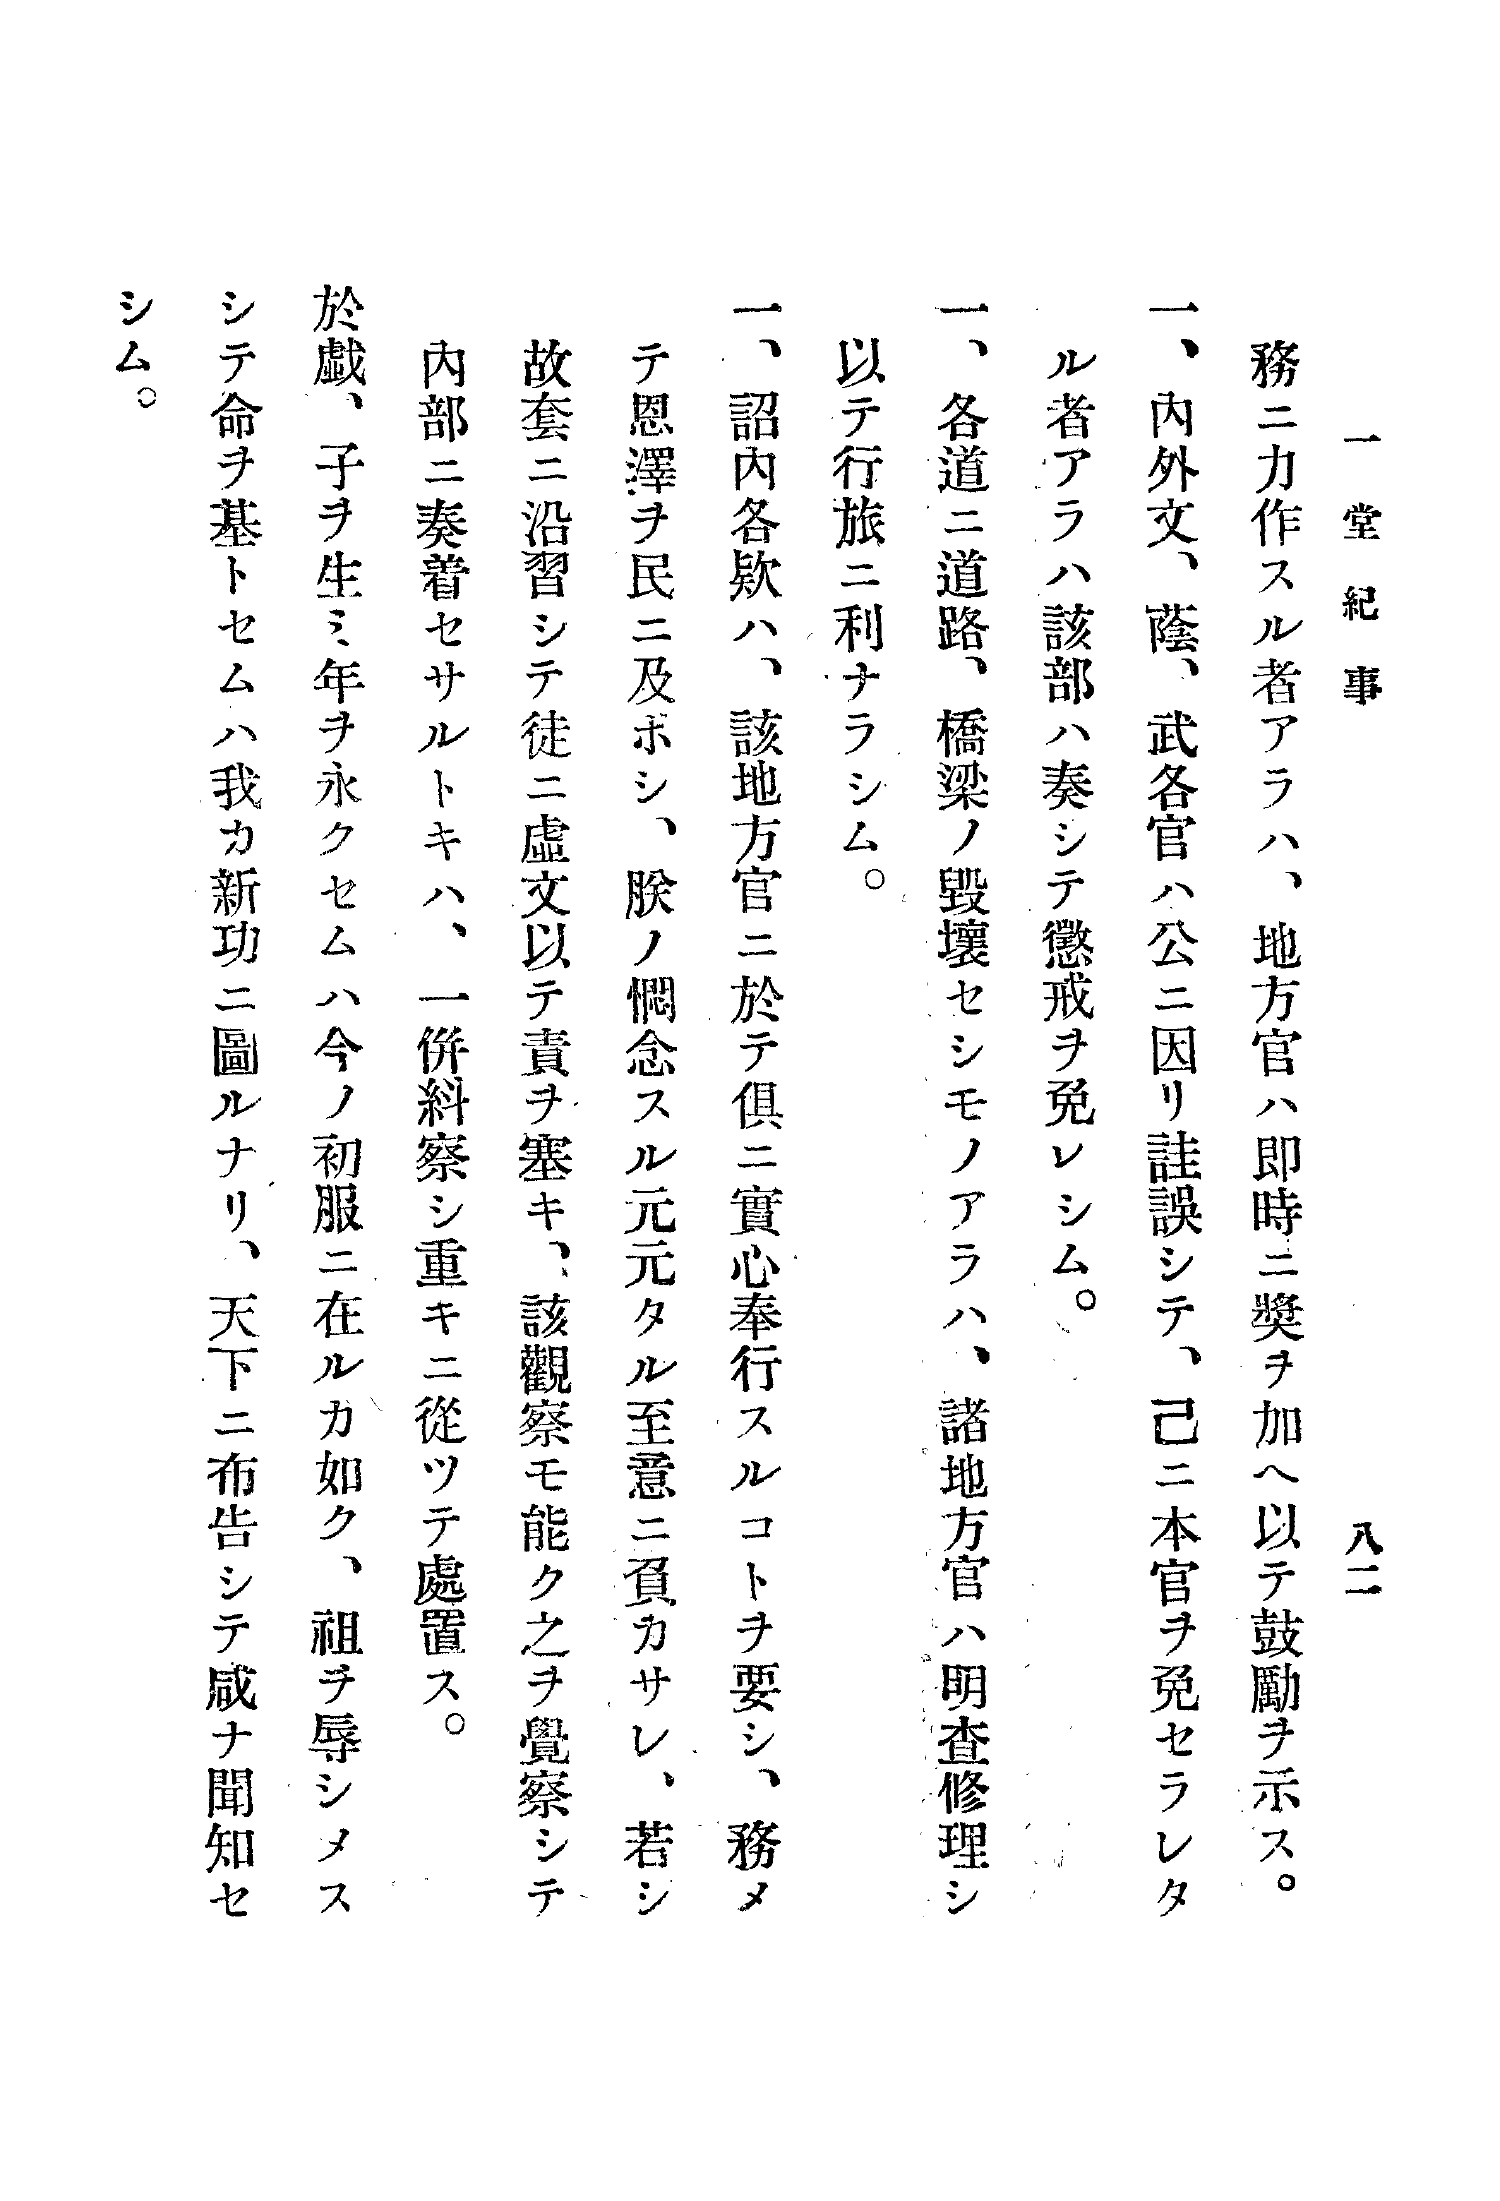 一堂紀事
八二
務ニ力作スル者アラハ、地方官ハ即時ニ奬ヲ加ヘ以テ鼓勵ヲ示ス。
一、內外文、蔭、武各官ハ公ニ因リ詿誤シテ、己ニ本官ヲ免セラレタ
ル者アラハ該部ハ奏シテ懲戒ヲ免レシム。
一、各道ニ道路、橋梁ノ毀壞セシモノアラハ、諸地方官ハ明査修理シ
以テ行旅ニ利ナラシム。
一、詔內各欵ハ、該地方官ニ於テ俱ニ實心奉行スルコトヲ要シ、務メ
テ恩澤ヲ民ニ及ボシ、朕ノ憫念スル元元タル至意ニ負カサレ、若シ
故套ニ沿習シテ徒ニ虛文以テ責ヲ塞キ、該觀察モ能ク之ヲ覺察シテ
內部ニ奏着セサルトキハ、一併糾察シ重キニ從ツテ處置ス。
於戯、子ヲ生ミ年ヲ永クセムハ今ノ初服ニ在ルカ如ク、祖ヲ辱シメス
シテ命ヲ基トセムハ我カ新功ニ圖ルナリ、天下ニ布告シテ咸ナ聞知セ
シム。